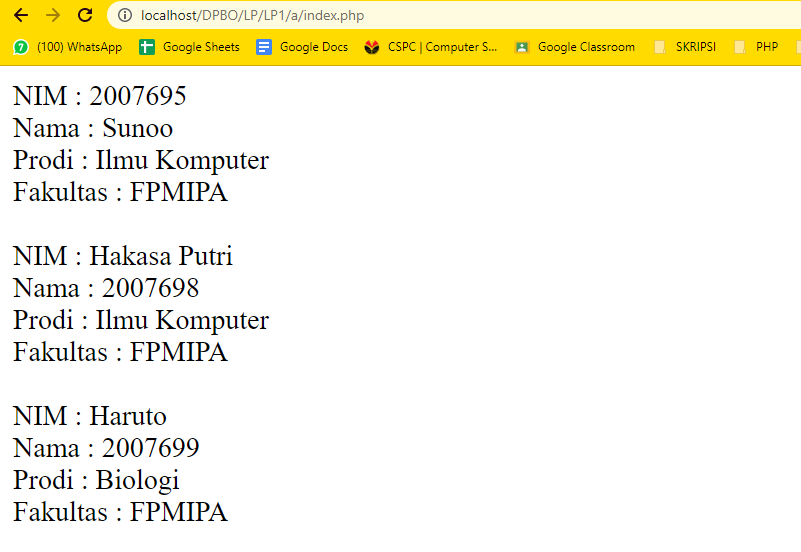 localhost/DPBO/LP/LP1/a/index.php
7 (100) WhatsApp Google Sheets Google Docs CSPC | Computer S... Google Classroom SKRIPSI PHP
NIM : 2007695
Nama : Sunoo
Prodi : Ilmu Komputer
Fakultas : FPMIPA
NIM : Hakasa Putri
Nama : 2007698
Prodi : Ilmu Komputer
Fakultas : FPMIPA
NIM : Haruto
Nama : 2007699
Prodi : Biologi
Fakultas : FPMIPA